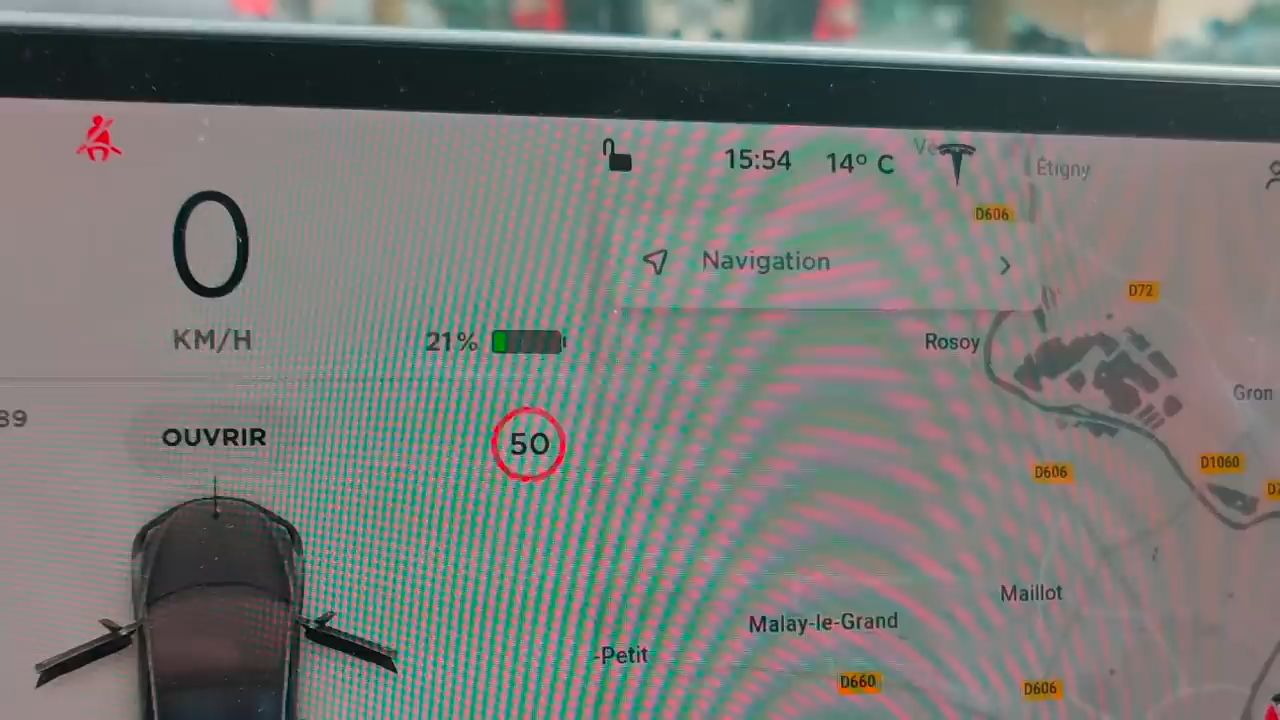 15:54
14° C
Étigny
D606
0
Navigation
D72
KM/H
21%
Rosoy
Gron
89
OUVRIR
50
D606
D1060
Maillot
Malay-le-Grand
-Petit
D660
D606